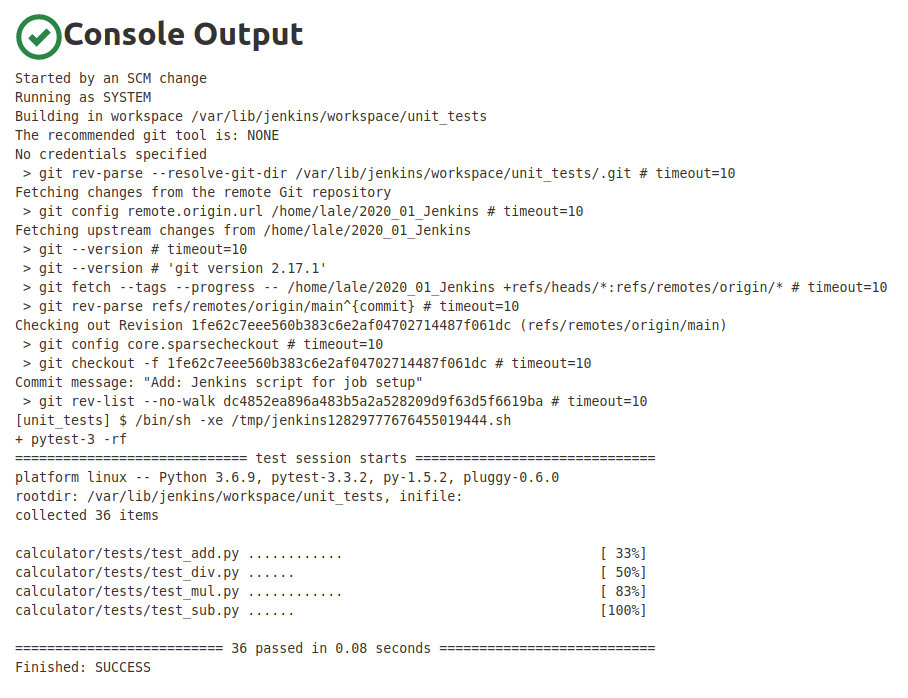 Console Output
Started by an SCM change
Running as SYSTEM
Building in workspace /var/lib/jenkins/workspace/unit_tests
The recommended git tool is: NONE
No credentials specified
 > git rev-parse --resolve-git-dir /var/lib/jenkins/workspace/unit_tests/.git # timeout=10
Fetching changes from the remote Git repository
 > git config remote.origin.url /home/lale/2020_01_Jenkins # timeout=10
Fetching upstream changes from /home/lale/2020_01_Jenkins
 > git --version # timeout=10
 > git --version # 'git version 2.17.1'
 > git fetch --tags --progress -- /home/lale/2020_01_Jenkins +refs/heads/*:refs/remotes/origin/* # timeout=10
 > git rev-parse refs/remotes/origin/main^{commit} # timeout=10
Checking out Revision 1fe62c7eee560b383c6e2af04702714487f061dc (refs/remotes/origin/main)
 > git config core.sparsecheckout # timeout=10
 > git checkout -f 1fe62c7eee560b383c6e2af04702714487f061dc # timeout=10
Commit message: "Add: Jenkins script for job setup"
 > git rev-list --no-walk dc4852ea896a483b5a2a528209d9f63d5f6619ba # timeout=10
[unit_tests] $ /bin/sh -xe /tmp/jenkins12829777676455019444.sh
+ pytest-3 -rf
============================= test session starts ==============================
platform linux -- Python 3.6.9, pytest-3.3.2, py-1.5.2, pluggy-0.6.0
rootdir: /var/lib/jenkins/workspace/unit_tests, inifile:
collected 36 items
calculator/tests/test_add.py ............                                [ 33%]
calculator/tests/test_div.py ......                                      [ 50%]
calculator/tests/test_mul.py ............                                [ 83%]
calculator/tests/test_sub.py ......                                      [100%]
========================== 36 passed in 0.08 seconds ===========================
Finished: SUCCESS